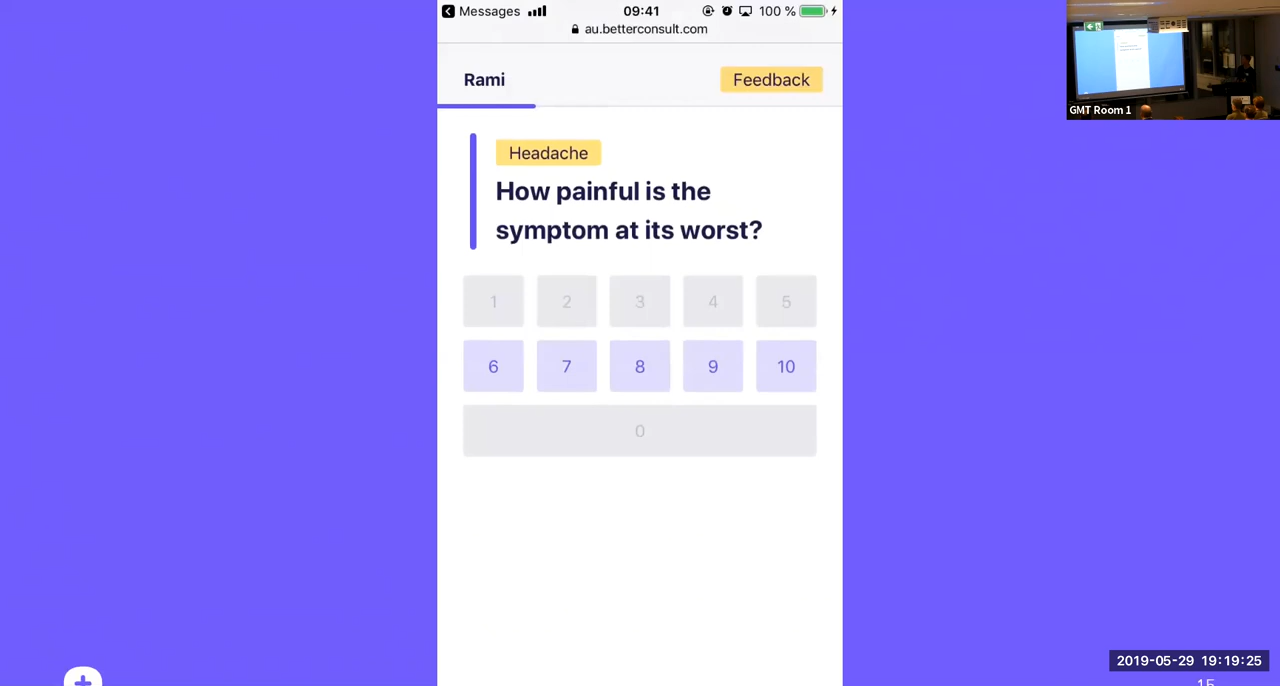 Messages 09:41 100 %
au.betterconsult.com
Rami Feedback
Headache
How painful is the
symptom at its worst?
1 2 3 4 5
6 7 8 9 10
0
GMT Room 1
2019-05-29 19:19:25
15